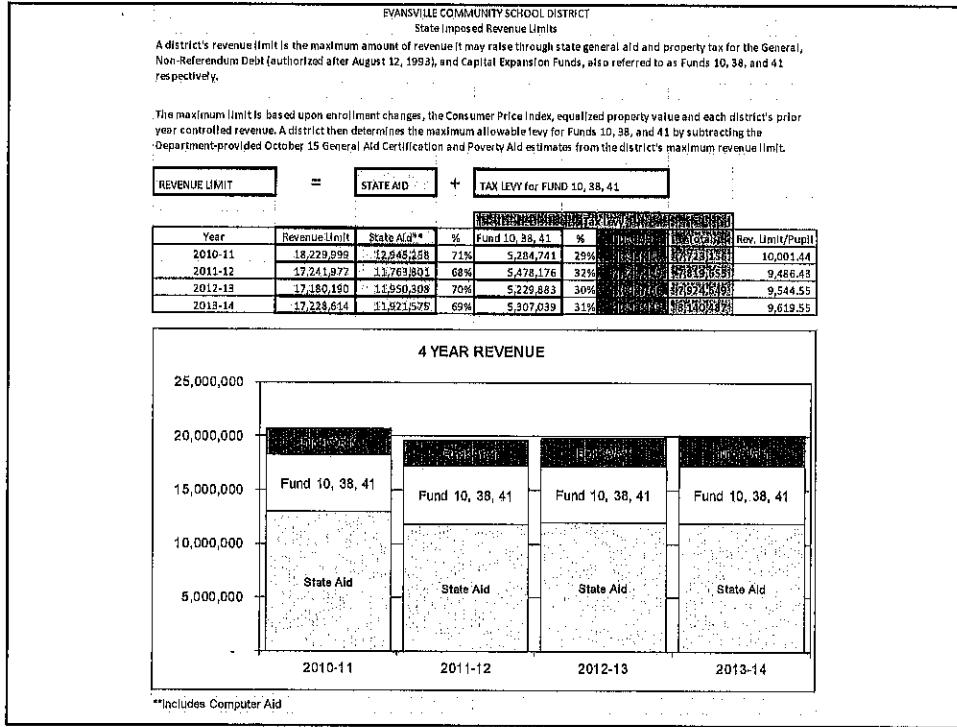 EVANSVILLE COMMUNITY SCHOOL DISTRICT
State Imposed Revenue Limits
A district's revenue limit is the maximum amount of revenue it may raise through state general aid and property tax for the General,
Non-Referendum Debt (authorized after August 12, 1993), and Capital Expansion Funds, also referred to as Funds 10, 38, and 41
respectively.
The maximum limit is based upon enrollment changes, the Consumer Price Index, equalized property value and each district's prior
year controlled revenue. A district then determines the maximum allowable levy for Funds 10, 38, and 41 by subtracting the
Department-provided October 15 General Aid Certification and Poverty Aid estimates from the district's maximum revenue limit.
REVENUE LIMIT = STATE AID + TAX LEVY for FUND 10, 38, 41
Year Revenue Limit State Aid** % Fund 10, 38, 41 % Rev. Limit/Pupil
2010-11 18,229,999 12,945,258 71% 5,284,741 29% 10,001.44
2011-12 17,241,977 11,763,801 68% 5,478,176 32% 9,486.43
2012-13 17,180,190 11,950,308 70% 5,229,883 30% 9,544.55
2013-14 17,228,614 11,921,575 69% 5,307,039 31% 9,619.55
4 YEAR REVENUE
25,000,000
20,000,000
15,000,000
10,000,000
5,000,000
-
Fund 10, 38, 41 Fund 10, 38, 41 Fund 10, 38, 41 Fund 10, 38, 41
State Aid State Aid State Aid State Aid
2010-11 2011-12 2012-13 2013-14
**Includes Computer Aid